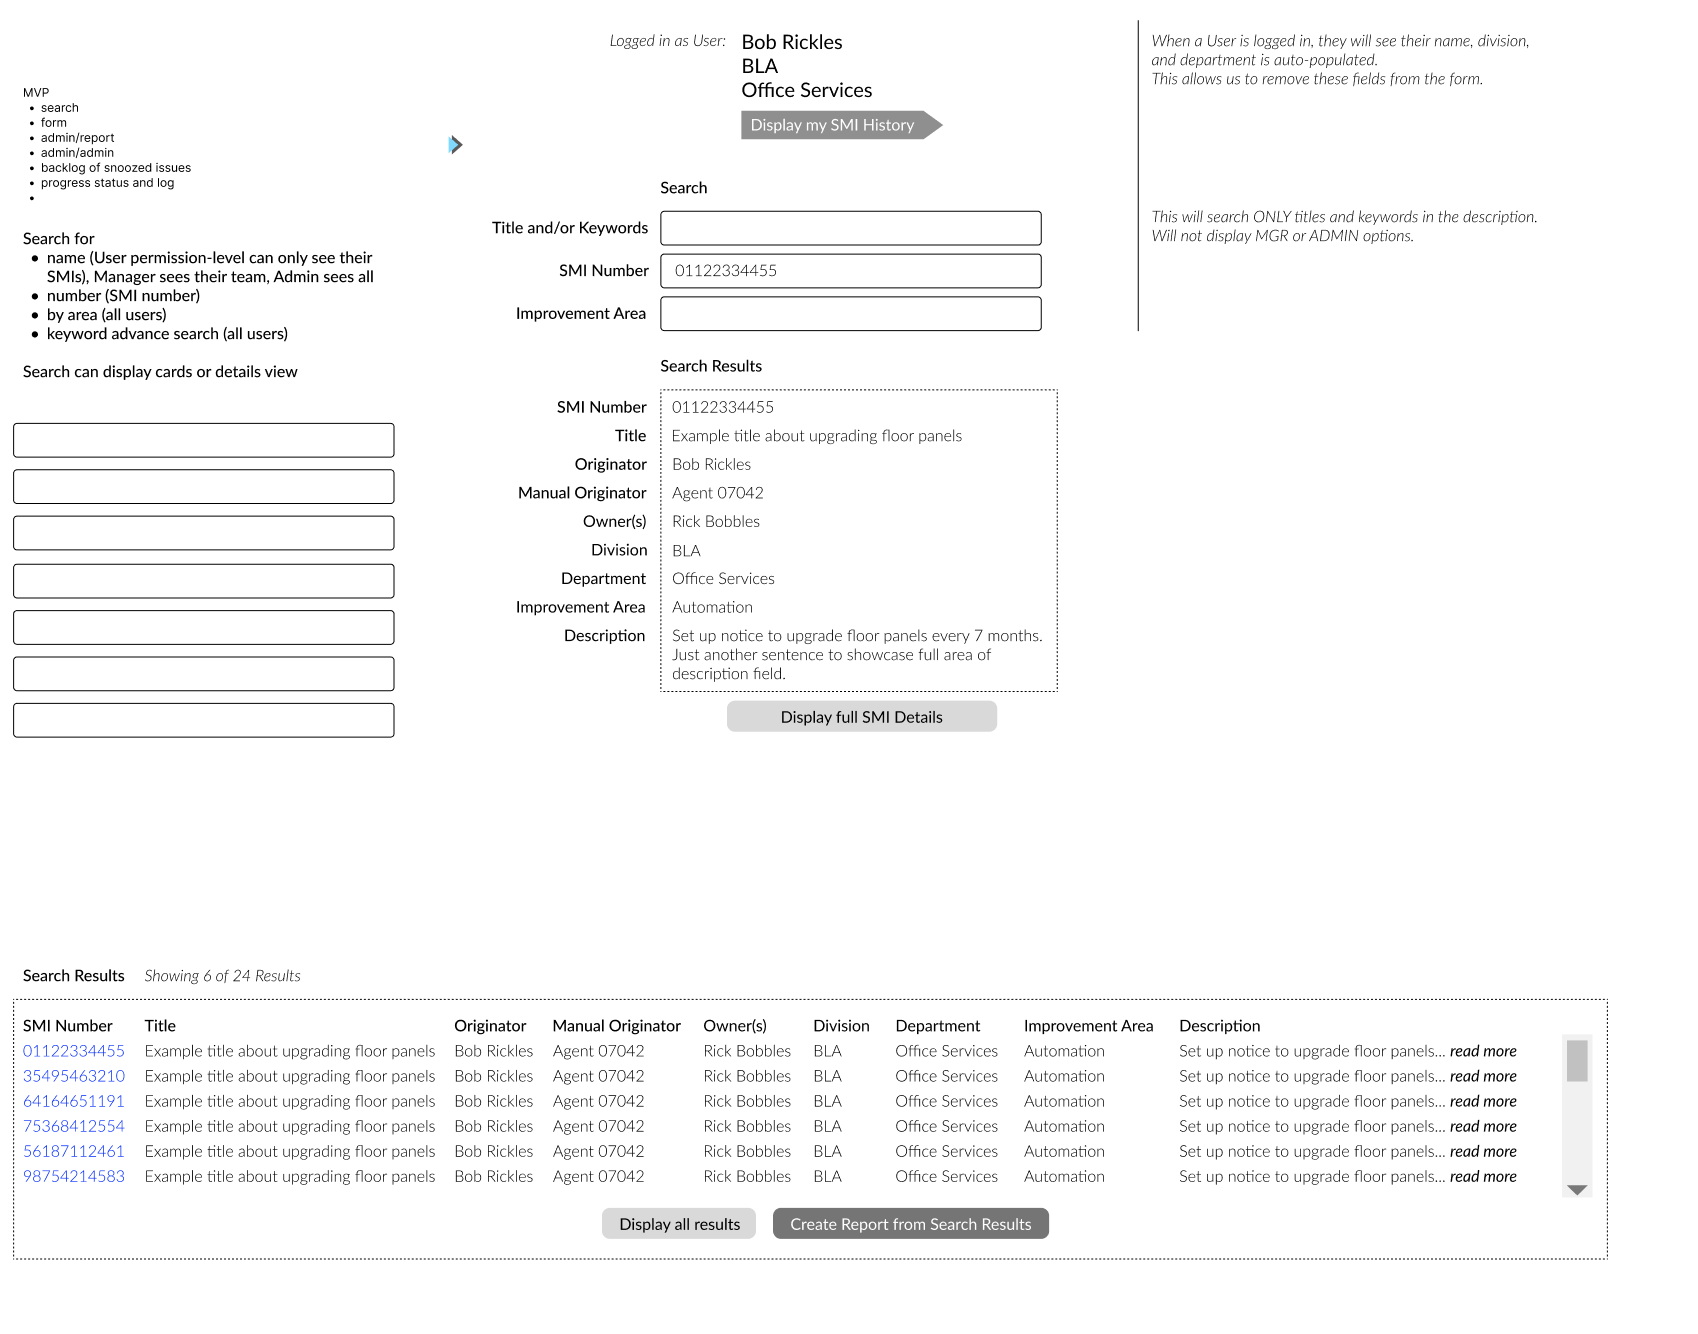 Logged in as User:
Bob Rickles
BLA
Office Services
Display my SMI History
When a User is logged in, they will see their name, division,
and department is auto-populated.
This allows us to remove these fields from the form.
MVP
• search
• form
• admin/report
• admin/admin
• backlog of snoozed issues
• progress status and log
•
Search for
• name (User permission-level can only see their
SMIs), Manager sees their team, Admin sees all
• number (SMI number)
• by area (all users)
• keyword advance search (all users)
Search can display cards or details view
Search
Title and/or Keywords
SMI Number 01122334455
Improvement Area
This will search ONLY titles and keywords in the description.
Will not display MGR or ADMIN options.
Search Results
SMI Number 01122334455
Title Example title about upgrading floor panels
Originator Bob Rickles
Manual Originator Agent 07042
Owner(s) Rick Bobbles
Division BLA
Department Office Services
Improvement Area Automation
Description Set up notice to upgrade floor panels every 7 months.
Just another sentence to showcase full area of
description field.
Display full SMI Details
Search Results Showing 6 of 24 Results
SMI Number Title Originator Manual Originator Owner(s) Division Department Improvement Area Description
01122334455 Example title about upgrading floor panels Bob Rickles Agent 07042 Rick Bobbles BLA Office Services Automation Set up notice to upgrade floor panels... read more
35495463210 Example title about upgrading floor panels Bob Rickles Agent 07042 Rick Bobbles BLA Office Services Automation Set up notice to upgrade floor panels... read more
64164651191 Example title about upgrading floor panels Bob Rickles Agent 07042 Rick Bobbles BLA Office Services Automation Set up notice to upgrade floor panels... read more
75368412554 Example title about upgrading floor panels Bob Rickles Agent 07042 Rick Bobbles BLA Office Services Automation Set up notice to upgrade floor panels... read more
56187112461 Example title about upgrading floor panels Bob Rickles Agent 07042 Rick Bobbles BLA Office Services Automation Set up notice to upgrade floor panels... read more
98754214583 Example title about upgrading floor panels Bob Rickles Agent 07042 Rick Bobbles BLA Office Services Automation Set up notice to upgrade floor panels... read more
Display all results Create Report from Search Results